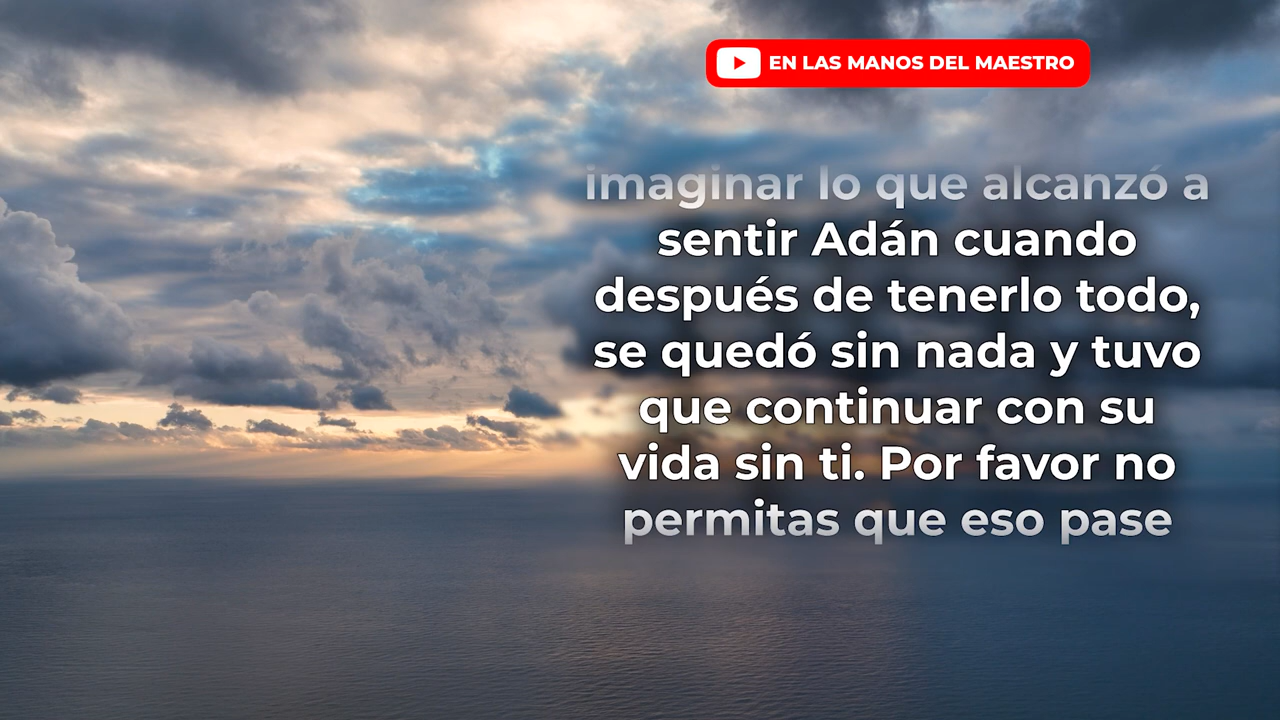 EN LAS MANOS DEL MAESTRO
imaginar lo que alcanzó a
sentir Adán cuando
después de tenerlo todo,
se quedó sin nada y tuvo
que continuar con su
vida sin ti. Por favor no
permitas que eso pase